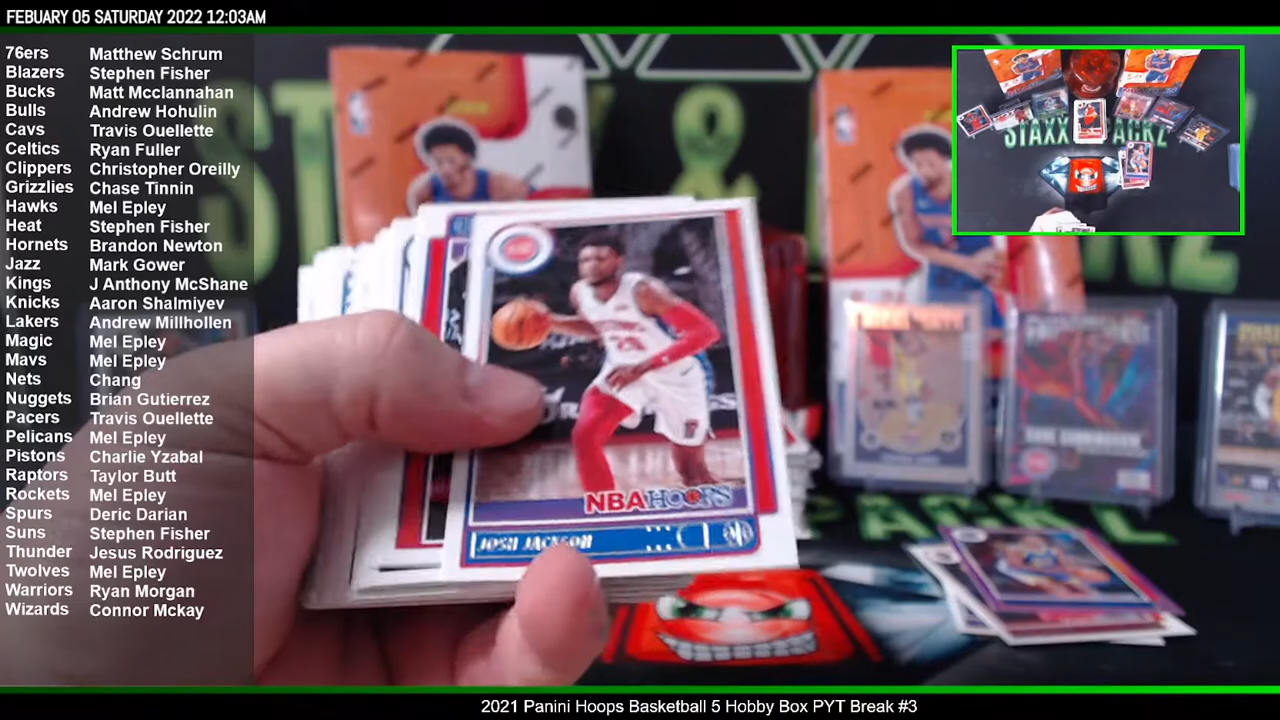 FEBUARY 05 SATURDAY 2022 12:03AM
76ers Matthew Schrum
Blazers Stephen Fisher
Bucks Matt Mcclannahan
Bulls Andrew Hohulin
Cavs Travis Ouellette
Celtics Ryan Fuller
Clippers Christopher Oreilly
Grizzlies Chase Tinnin
Hawks Mel Epley
Heat Stephen Fisher
Hornets Brandon Newton
Jazz Mark Gower
Kings J Anthony McShane
Knicks Aaron Shalmiyev
Lakers Andrew Millhollen
Magic Mel Epley
Mavs Mel Epley
Nets Chang
Nuggets Brian Gutierrez
Pacers Travis Ouellette
Pelicans Mel Epley
Pistons Charlie Yzabal
Raptors Taylor Butt
Rockets Mel Epley
Spurs Deric Darian
Suns Stephen Fisher
Thunder Jesus Rodriguez
Twolves Mel Epley
Warriors Ryan Morgan
Wizards Connor Mckay
NBA HOOPS
JOSH JACKSON
2021 Panini Hoops Basketball 5 Hobby Box PYT Break #3